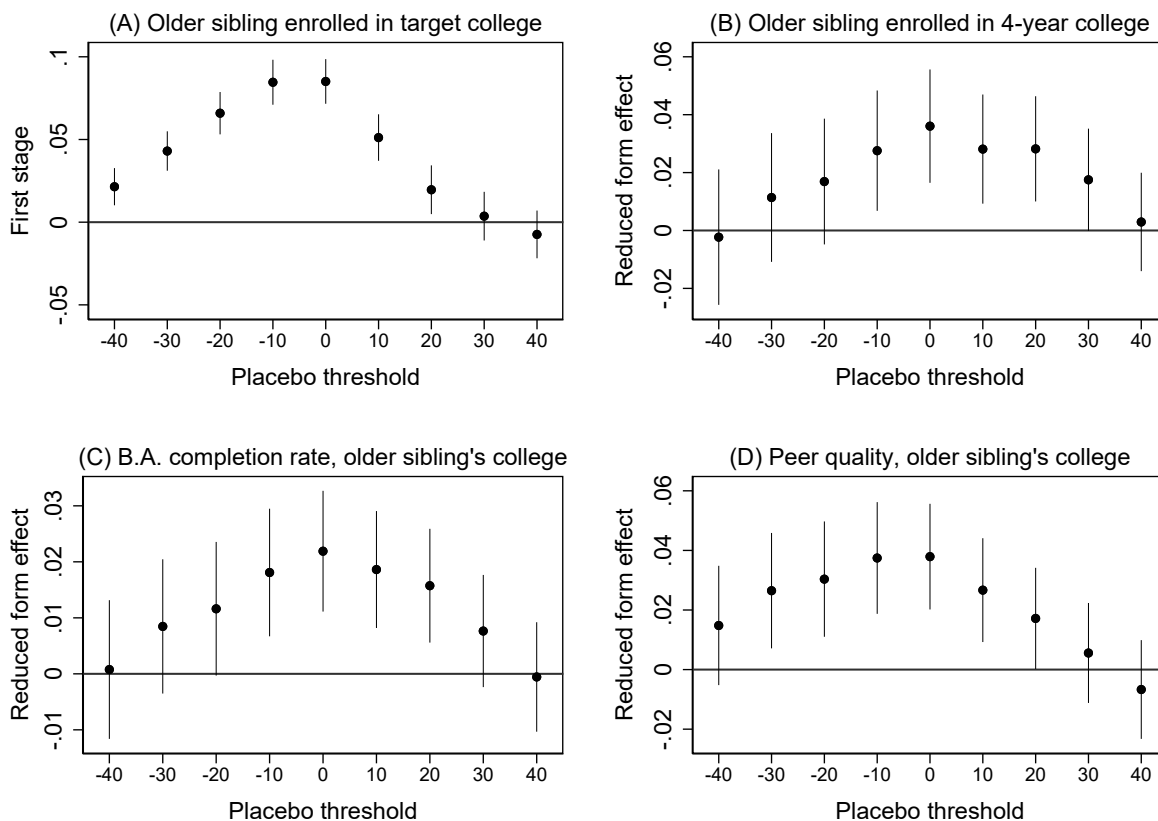 (A) Older sibling enrolled in target college
First stage
.1
.05
0
-.05
-40 -30 -20 -10 0 10 20 30 40
Placebo threshold
(B) Older sibling enrolled in 4-year college
Reduced form effect
.06
.04
.02
0
-.02
-40 -30 -20 -10 0 10 20 30 40
Placebo threshold
(C) B.A. completion rate, older sibling's college
Reduced form effect
.03
.02
.01
0
-.01
-40 -30 -20 -10 0 10 20 30 40
Placebo threshold
(D) Peer quality, older sibling's college
Reduced form effect
.06
.04
.02
0
-.02
-40 -30 -20 -10 0 10 20 30 40
Placebo threshold